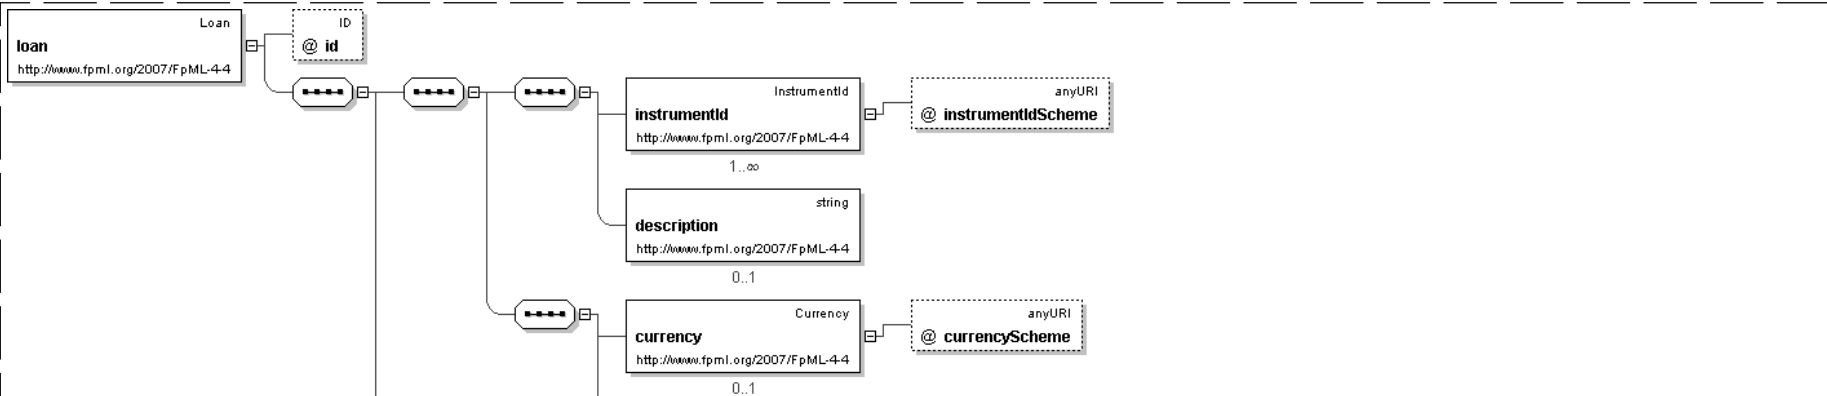 Loan
loan
http://www.fpml.org/2007/FpML-4-4
ID
@ id
InstrumentId
instrumentId
http://www.fpml.org/2007/FpML-4-4
1..∞
anyURI
@ instrumentIdScheme
string
description
http://www.fpml.org/2007/FpML-4-4
0..1
Currency
currency
http://www.fpml.org/2007/FpML-4-4
0..1
anyURI
@ currencyScheme